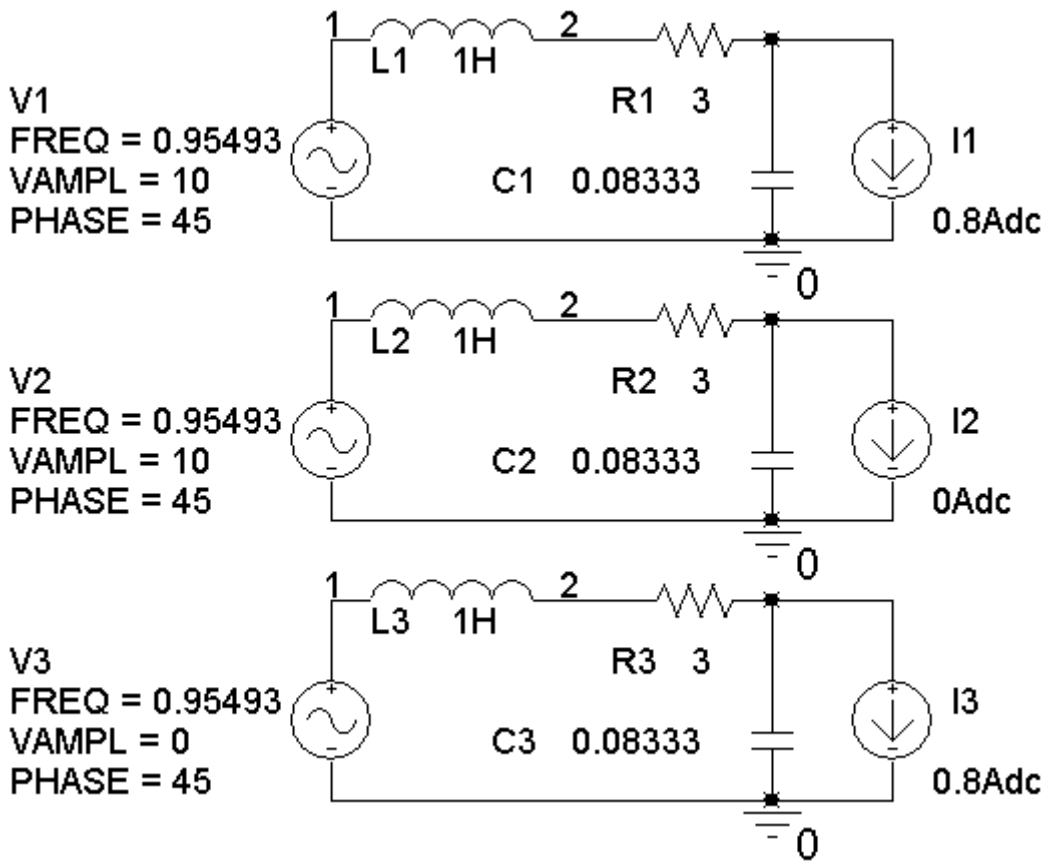 1 2
L1 1H
V1
R1 3
FREQ = 0.95493
I1
VAMPL = 10
C1 0.08333
PHASE = 45
0.8Adc
0
1 2
L2 1H
V2
R2 3
FREQ = 0.95493
I2
VAMPL = 10
C2 0.08333
PHASE = 45
0Adc
0
1 2
L3 1H
V3
R3 3
FREQ = 0.95493
I3
VAMPL = 0
C3 0.08333
PHASE = 45
0.8Adc
0